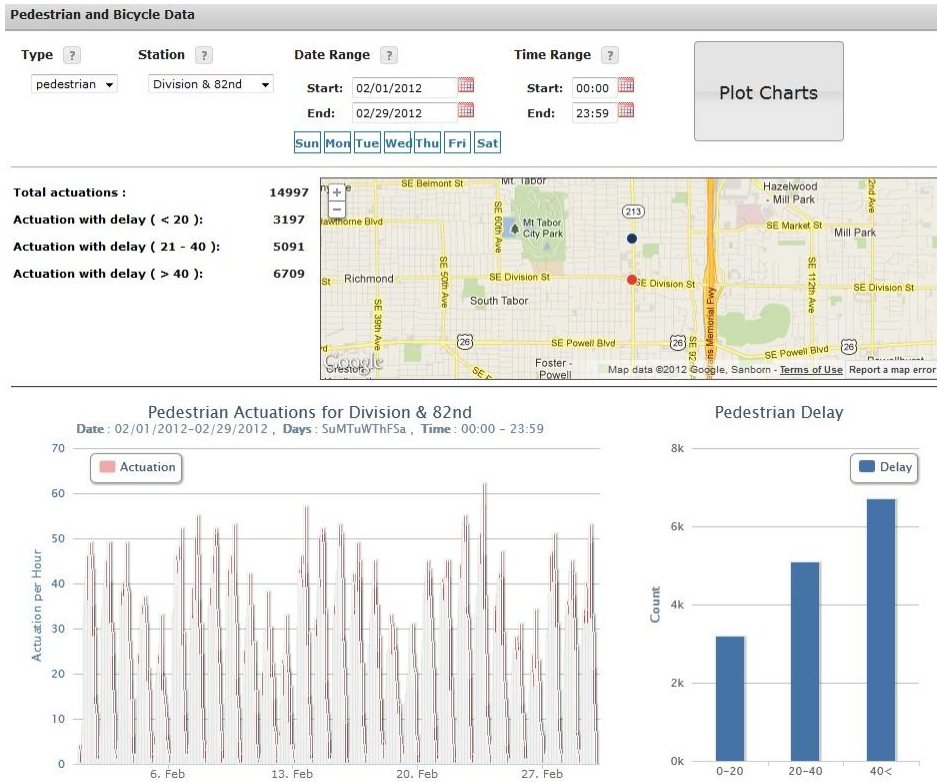 Pedestrian and Bicycle Data
Type ? Station ? Date Range ? Time Range ?
pedestrian Division & 82nd Start: 02/01/2012 Start: 00:00 Plot Charts
End: 02/29/2012 End: 23:59
Sun Mon Tue Wed Thu Fri Sat
Total actuations : 14997
Actuation with delay ( < 20 ): 3197
Actuation with delay ( 21 - 40 ): 5091
Actuation with delay ( > 40 ): 6709
+
−
SE Belmont St
Mt. Tabor
Hazelwood
- Mill Park
2nd Ave
213
SE 60th Ave
Mt Tabor
City Park
SE Market St
Mill Park
St
Richmond
SE 50th Ave
SE Division St
SE Division St
SE 112th Ave
SE Division St
South Tabor
SE 39th Ave
26
SE Powell Blvd
26
SE 92
SE Powell Blvd
26
Google
Creston
Foster -
Powell
Map data ©2012 Google, Sanborn - Terms of Use Report a map error
Pedestrian Actuations for Division & 82nd
Date : 02/01/2012-02/29/2012 , Days : SuMTuWThFSa , Time : 00:00 - 23:59
Actuation
Actuation per Hour
70
60
50
40
30
20
10
0
6. Feb 13. Feb 20. Feb 27. Feb
Pedestrian Delay
Delay
Count
8k
6k
4k
2k
0k
0-20 20-40 40<